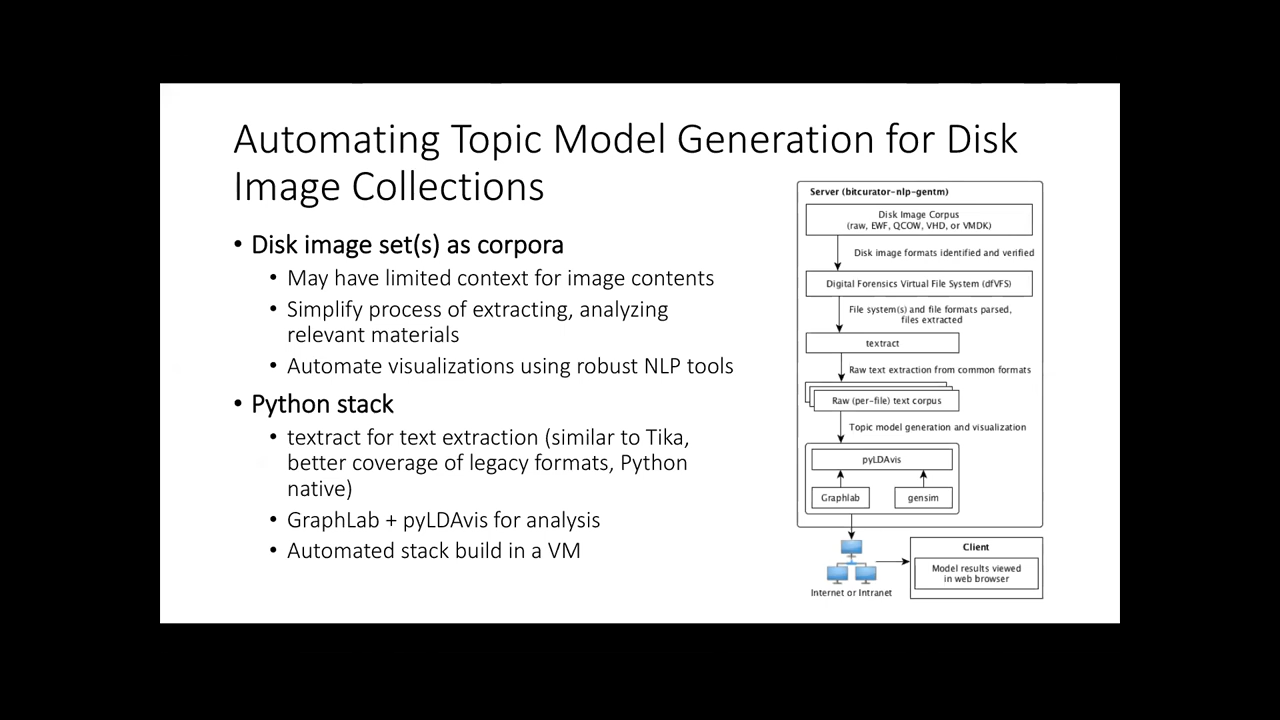 Automating Topic Model Generation for Disk
Image Collections
• Disk image set(s) as corpora
• May have limited context for image contents
• Simplify process of extracting, analyzing
relevant materials
• Automate visualizations using robust NLP tools
• Python stack
• textract for text extraction (similar to Tika,
better coverage of legacy formats, Python
native)
• GraphLab + pyLDAvis for analysis
• Automated stack build in a VM
Server (bitcurator-nlp-gentm)
Disk Image Corpus
(raw, EWF, QCOW, VHD, or VMDK)
Disk image formats identified and verified
Digital Forensics Virtual File System (dfVFS)
File system(s) and file formats parsed,
files extracted
textract
Raw text extraction from common formats
Raw (per-file) text corpus
Topic model generation and visualization
pyLDAvis
Graphlab
gensim
Internet or Intranet
Client
Model results viewed
in web browser